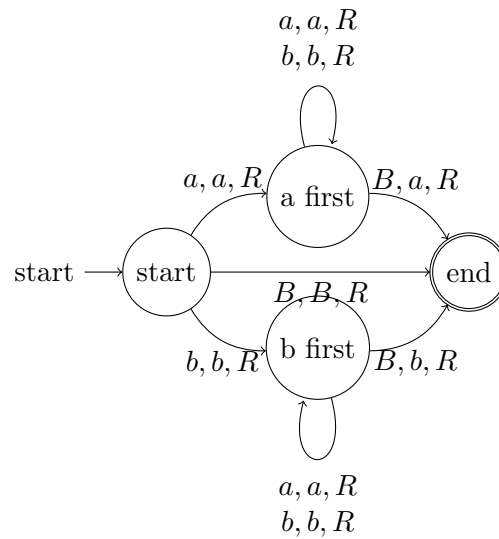 a, a, R
b, b, R
a, a, R
B, a, R
a first
start
start
end
B, B, R
b first
b, b, R
B, b, R
a, a, R
b, b, R